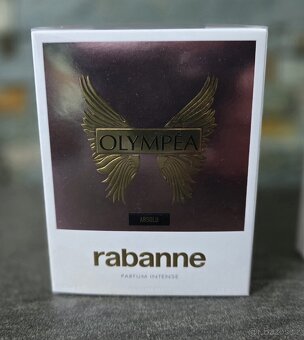 OLYMPÉA
ABSOLU
rabanne
PARFUM INTENSE